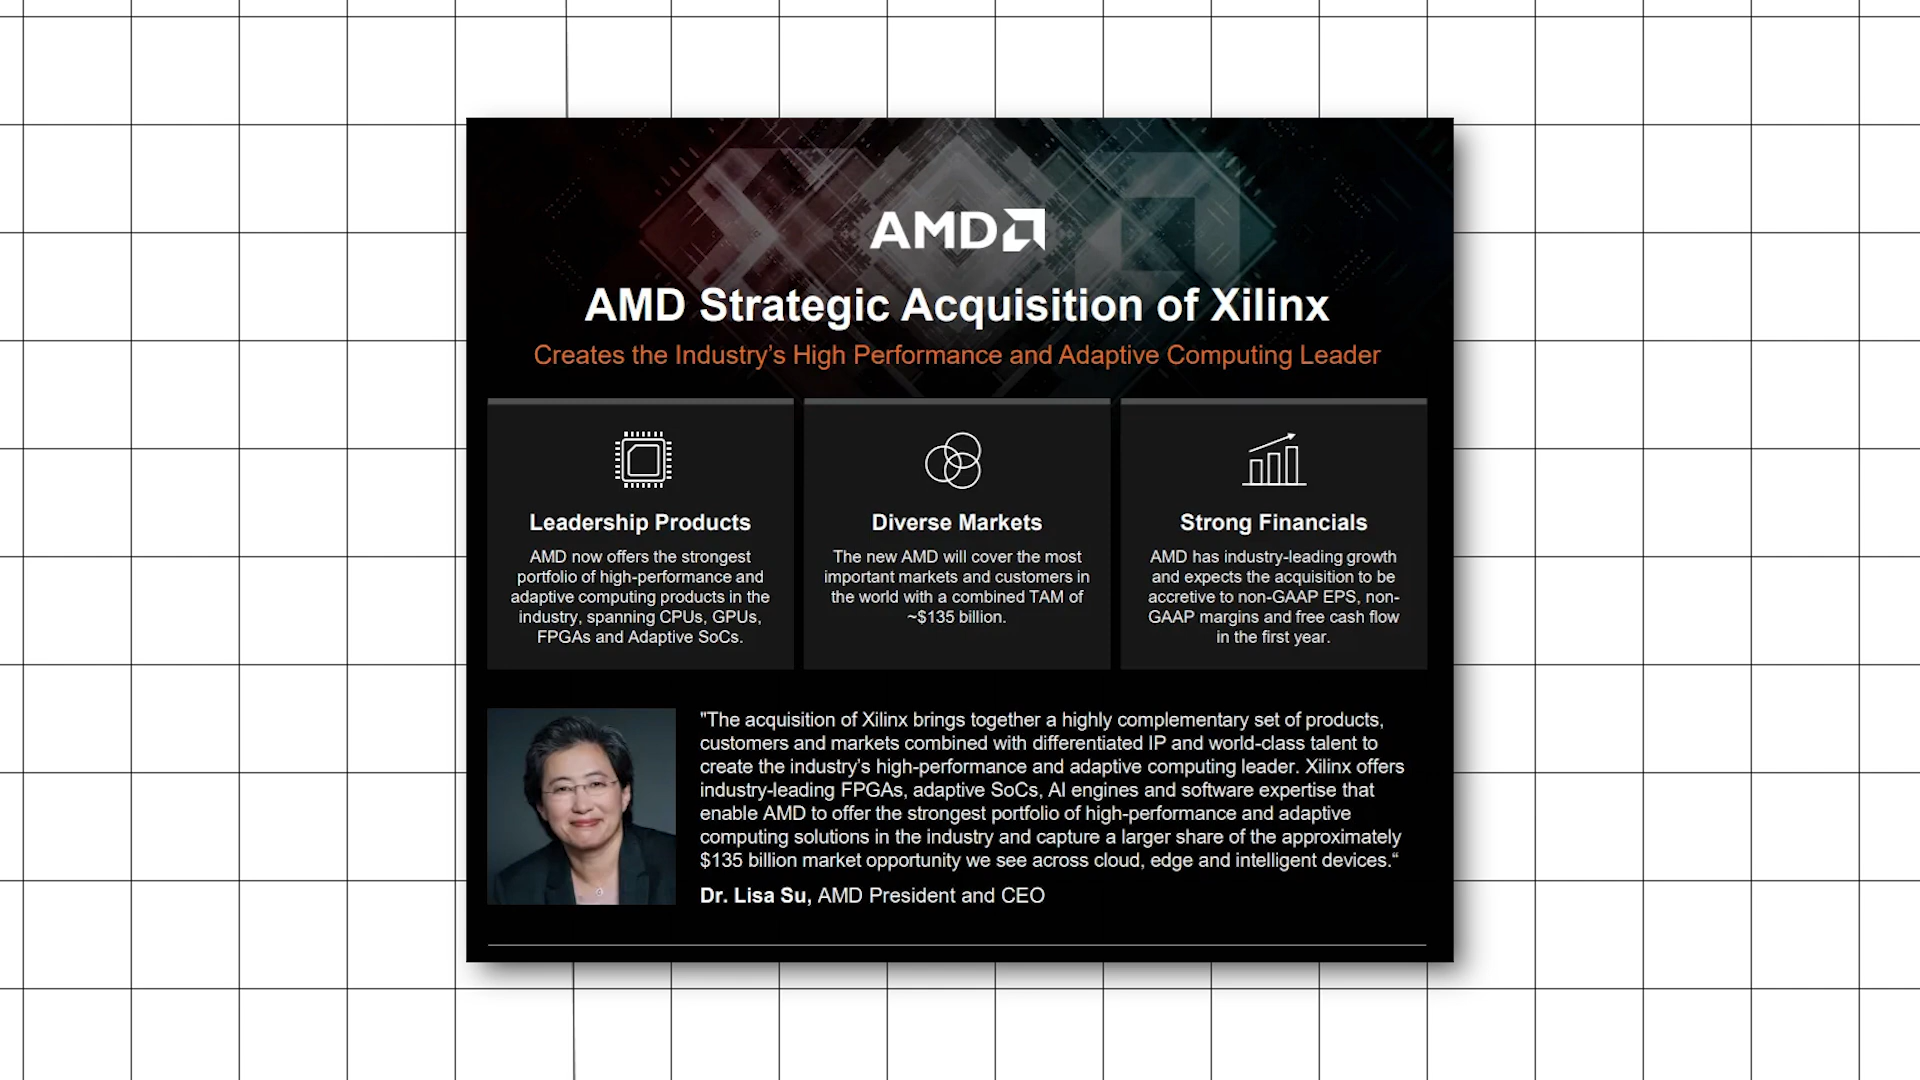 AMD
AMD Strategic Acquisition of Xilinx
Creates the Industry’s High Performance and Adaptive Computing Leader
Leadership Products
AMD now offers the strongest
portfolio of high-performance and
adaptive computing products in the
industry, spanning CPUs, GPUs,
FPGAs and Adaptive SoCs.
Diverse Markets
The new AMD will cover the most
important markets and customers in
the world with a combined TAM of
~$135 billion.
Strong Financials
AMD has industry-leading growth
and expects the acquisition to be
accretive to non-GAAP EPS, non-
GAAP margins and free cash flow
in the first year.
"The acquisition of Xilinx brings together a highly complementary set of products,
customers and markets combined with differentiated IP and world-class talent to
create the industry’s high-performance and adaptive computing leader. Xilinx offers
industry-leading FPGAs, adaptive SoCs, AI engines and software expertise that
enable AMD to offer the strongest portfolio of high-performance and adaptive
computing solutions in the industry and capture a larger share of the approximately
$135 billion market opportunity we see across cloud, edge and intelligent devices.“
Dr. Lisa Su, AMD President and CEO